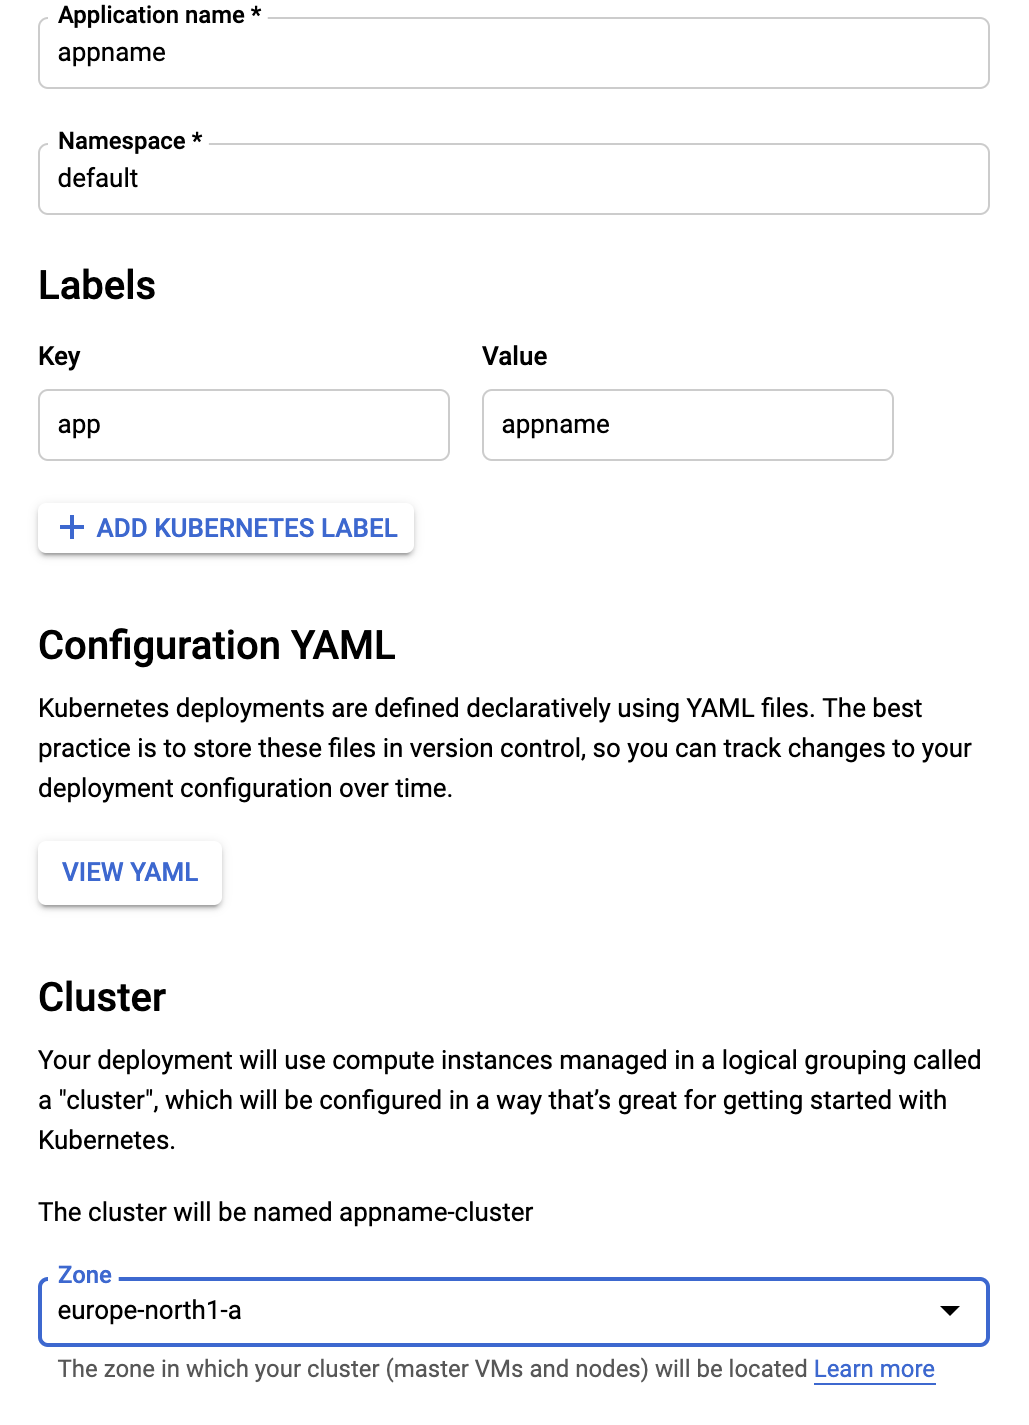 Application name *
appname
Namespace *
default
Labels
Key Value
app appname
+ ADD KUBERNETES LABEL
Configuration YAML
Kubernetes deployments are defined declaratively using YAML files. The best
practice is to store these files in version control, so you can track changes to your
deployment configuration over time.
VIEW YAML
Cluster
Your deployment will use compute instances managed in a logical grouping called
a "cluster", which will be configured in a way that’s great for getting started with
Kubernetes.
The cluster will be named appname-cluster
Zone
europe-north1-a
The zone in which your cluster (master VMs and nodes) will be located Learn more